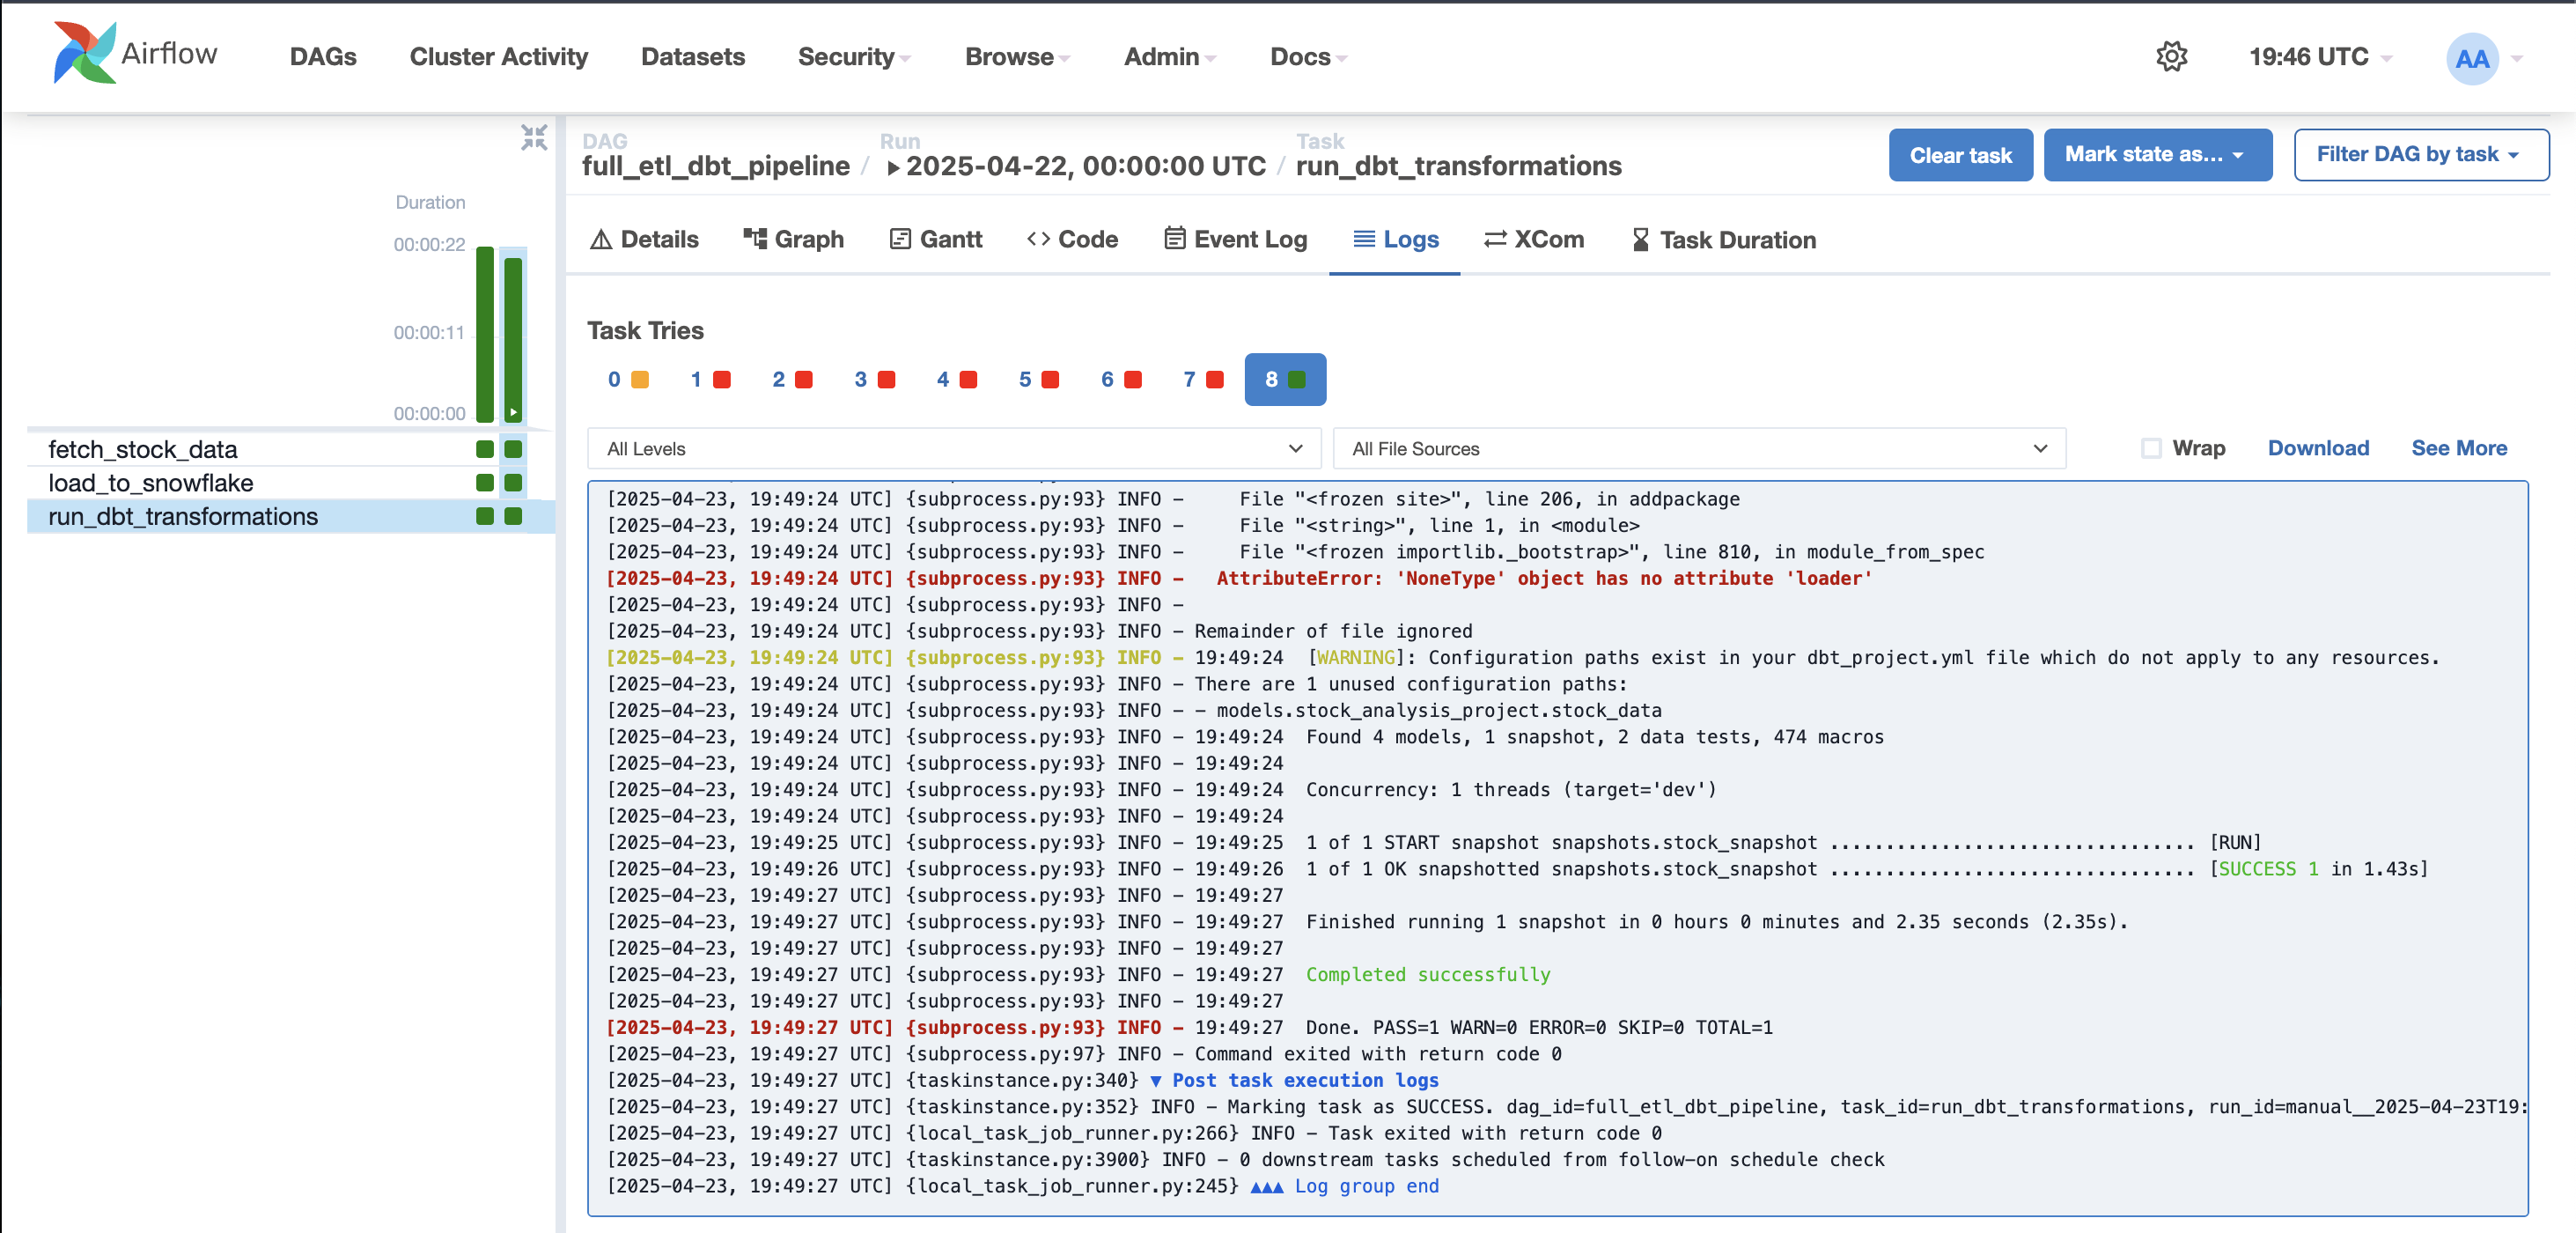 Airflow DAGs Cluster Activity Datasets Security Browse Admin Docs 19:46 UTC AA
DAG Run Task
full_etl_dbt_pipeline / 2025-04-22, 00:00:00 UTC / run_dbt_transformations
Clear task Mark state as... Filter DAG by task
Duration
00:00:22
00:00:11
00:00:00
fetch_stock_data
load_to_snowflake
run_dbt_transformations
Details Graph Gantt Code Event Log Logs XCom Task Duration
Task Tries
0 1 2 3 4 5 6 7 8
All Levels All File Sources Wrap Download See More
[2025-04-23, 19:49:24 UTC] {subprocess.py:93} INFO - File "<frozen site>", line 206, in addpackage
[2025-04-23, 19:49:24 UTC] {subprocess.py:93} INFO - File "<string>", line 1, in <module>
[2025-04-23, 19:49:24 UTC] {subprocess.py:93} INFO - File "<frozen importlib._bootstrap>", line 810, in module_from_spec
[2025-04-23, 19:49:24 UTC] {subprocess.py:93} INFO - AttributeError: 'NoneType' object has no attribute 'loader'
[2025-04-23, 19:49:24 UTC] {subprocess.py:93} INFO -
[2025-04-23, 19:49:24 UTC] {subprocess.py:93} INFO - Remainder of file ignored
[2025-04-23, 19:49:24 UTC] {subprocess.py:93} INFO - 19:49:24 [WARNING]: Configuration paths exist in your dbt_project.yml file which do not apply to any resources.
[2025-04-23, 19:49:24 UTC] {subprocess.py:93} INFO - There are 1 unused configuration paths:
[2025-04-23, 19:49:24 UTC] {subprocess.py:93} INFO - - models.stock_analysis_project.stock_data
[2025-04-23, 19:49:24 UTC] {subprocess.py:93} INFO - 19:49:24 Found 4 models, 1 snapshot, 2 data tests, 474 macros
[2025-04-23, 19:49:24 UTC] {subprocess.py:93} INFO - 19:49:24
[2025-04-23, 19:49:24 UTC] {subprocess.py:93} INFO - 19:49:24 Concurrency: 1 threads (target='dev')
[2025-04-23, 19:49:24 UTC] {subprocess.py:93} INFO - 19:49:24
[2025-04-23, 19:49:25 UTC] {subprocess.py:93} INFO - 19:49:25 1 of 1 START snapshot snapshots.stock_snapshot ................................. [RUN]
[2025-04-23, 19:49:26 UTC] {subprocess.py:93} INFO - 19:49:26 1 of 1 OK snapshotted snapshots.stock_snapshot ................................. [SUCCESS 1 in 1.43s]
[2025-04-23, 19:49:27 UTC] {subprocess.py:93} INFO - 19:49:27
[2025-04-23, 19:49:27 UTC] {subprocess.py:93} INFO - 19:49:27 Finished running 1 snapshot in 0 hours 0 minutes and 2.35 seconds (2.35s).
[2025-04-23, 19:49:27 UTC] {subprocess.py:93} INFO - 19:49:27
[2025-04-23, 19:49:27 UTC] {subprocess.py:93} INFO - 19:49:27 Completed successfully
[2025-04-23, 19:49:27 UTC] {subprocess.py:93} INFO - 19:49:27
[2025-04-23, 19:49:27 UTC] {subprocess.py:93} INFO - 19:49:27 Done. PASS=1 WARN=0 ERROR=0 SKIP=0 TOTAL=1
[2025-04-23, 19:49:27 UTC] {subprocess.py:97} INFO - Command exited with return code 0
[2025-04-23, 19:49:27 UTC] {taskinstance.py:340} ▼ Post task execution logs
[2025-04-23, 19:49:27 UTC] {taskinstance.py:352} INFO - Marking task as SUCCESS. dag_id=full_etl_dbt_pipeline, task_id=run_dbt_transformations, run_id=manual__2025-04-23T19:
[2025-04-23, 19:49:27 UTC] {local_task_job_runner.py:266} INFO - Task exited with return code 0
[2025-04-23, 19:49:27 UTC] {taskinstance.py:3900} INFO - 0 downstream tasks scheduled from follow-on schedule check
[2025-04-23, 19:49:27 UTC] {local_task_job_runner.py:245} ▲▲▲ Log group end